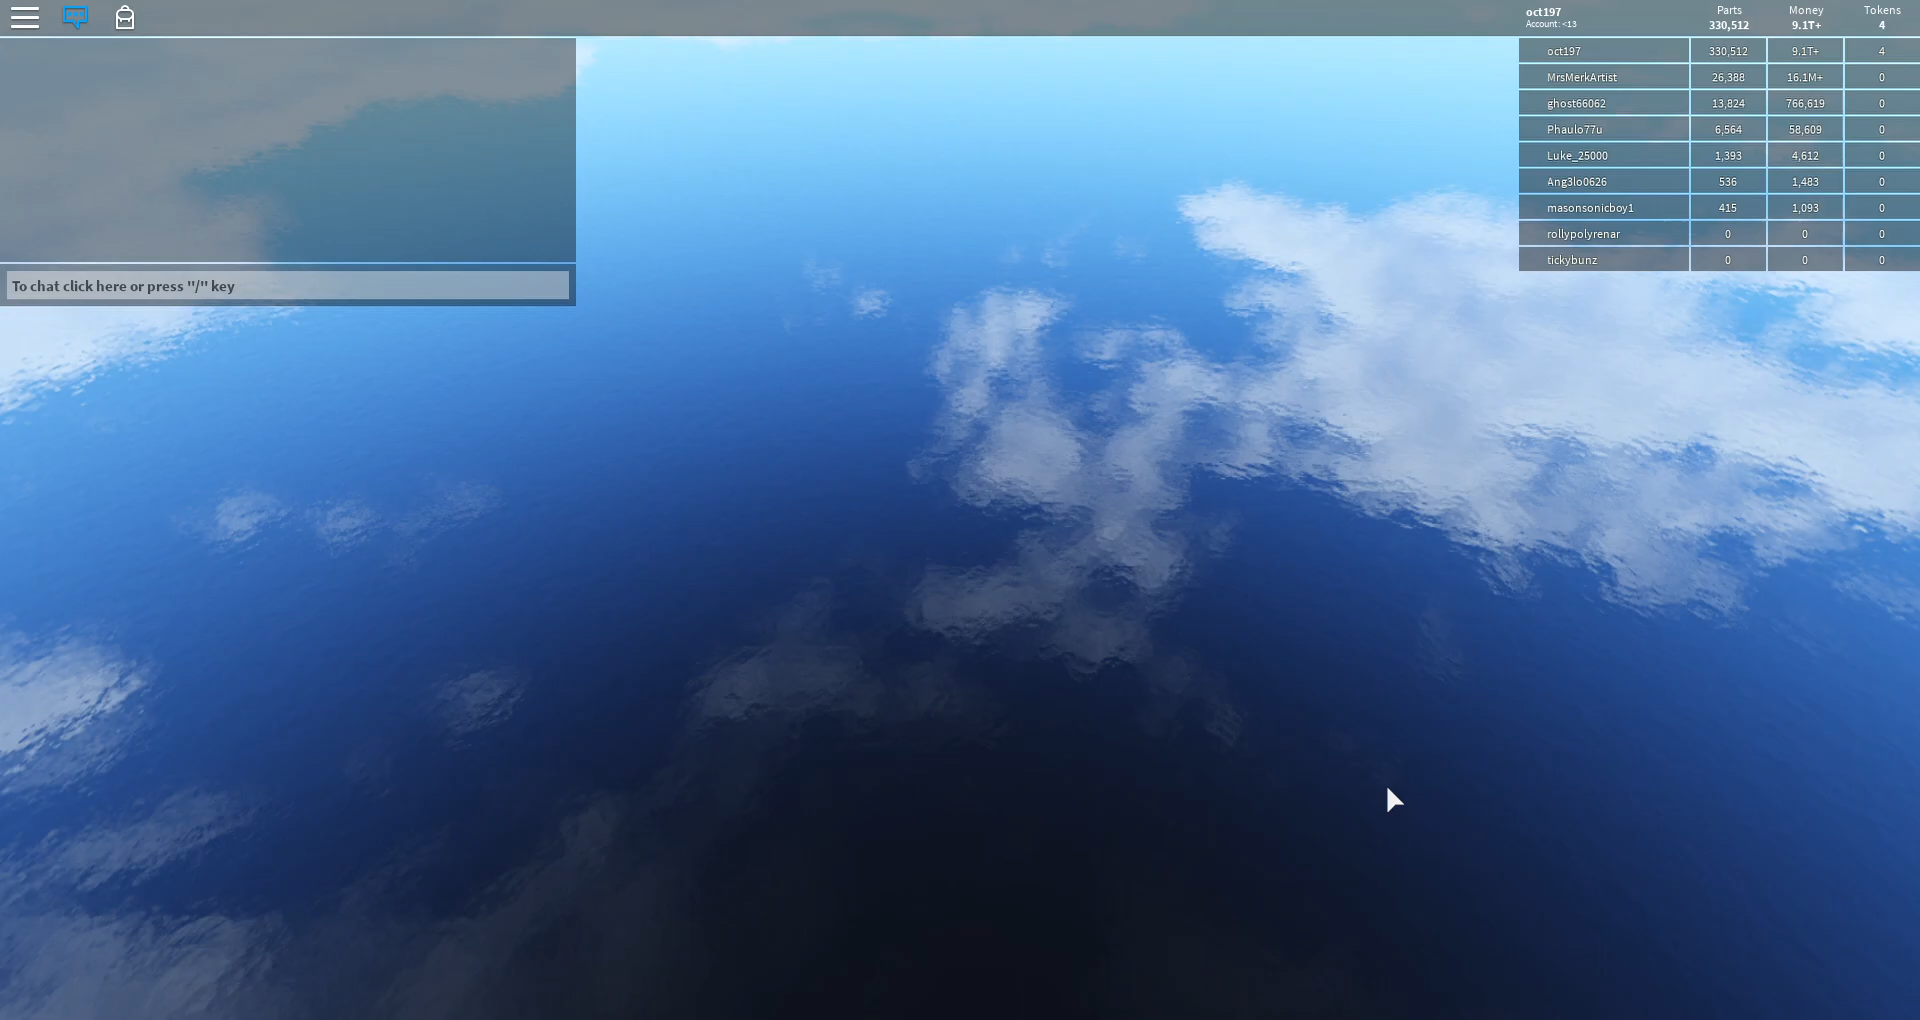 oct197 Parts Money Tokens
Account: <13 330,512 9.1T+ 4
oct197 330,512 9.1T+ 4
MrsMerkArtist 26,388 16.1M+ 0
ghost66062 13,824 766,619 0
Phaulo77u 6,564 58,609 0
Luke_25000 1,393 4,612 0
Ang3lo0626 536 1,483 0
masonsonicboy1 415 1,093 0
rollypolyrenar 0 0 0
tickybunz 0 0 0
To chat click here or press "/" key